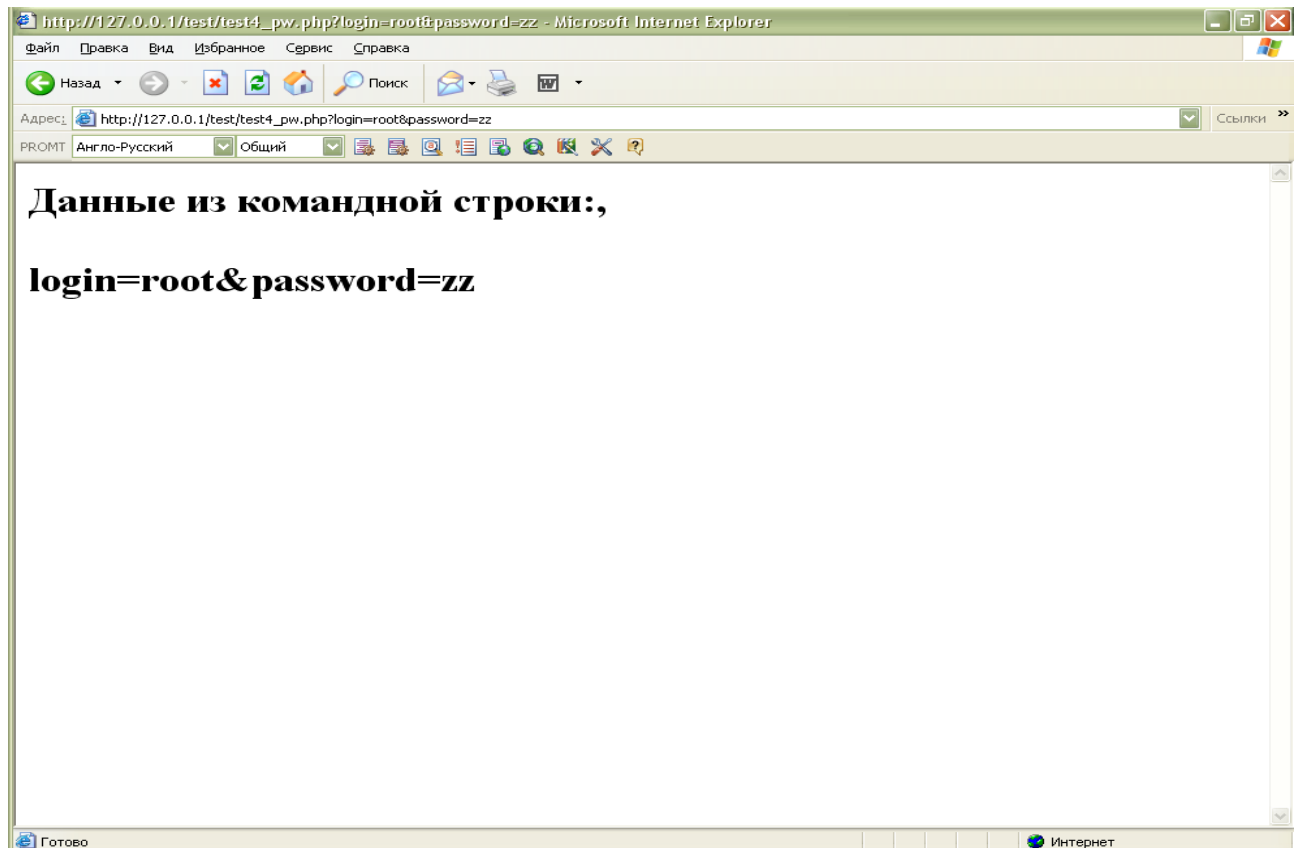 http://127.0.0.1/test/test4_pw.php?login=root&password=zz - Microsoft Internet Explorer
Файл Правка Вид Избранное Сервис Справка
Назад Поиск
Адрес: http://127.0.0.1/test/test4_pw.php?login=root&password=zz Ссылки »
PROMT Англо-Русский Общий
Данные из командной строки:,
login=root&password=zz
Готово Интернет